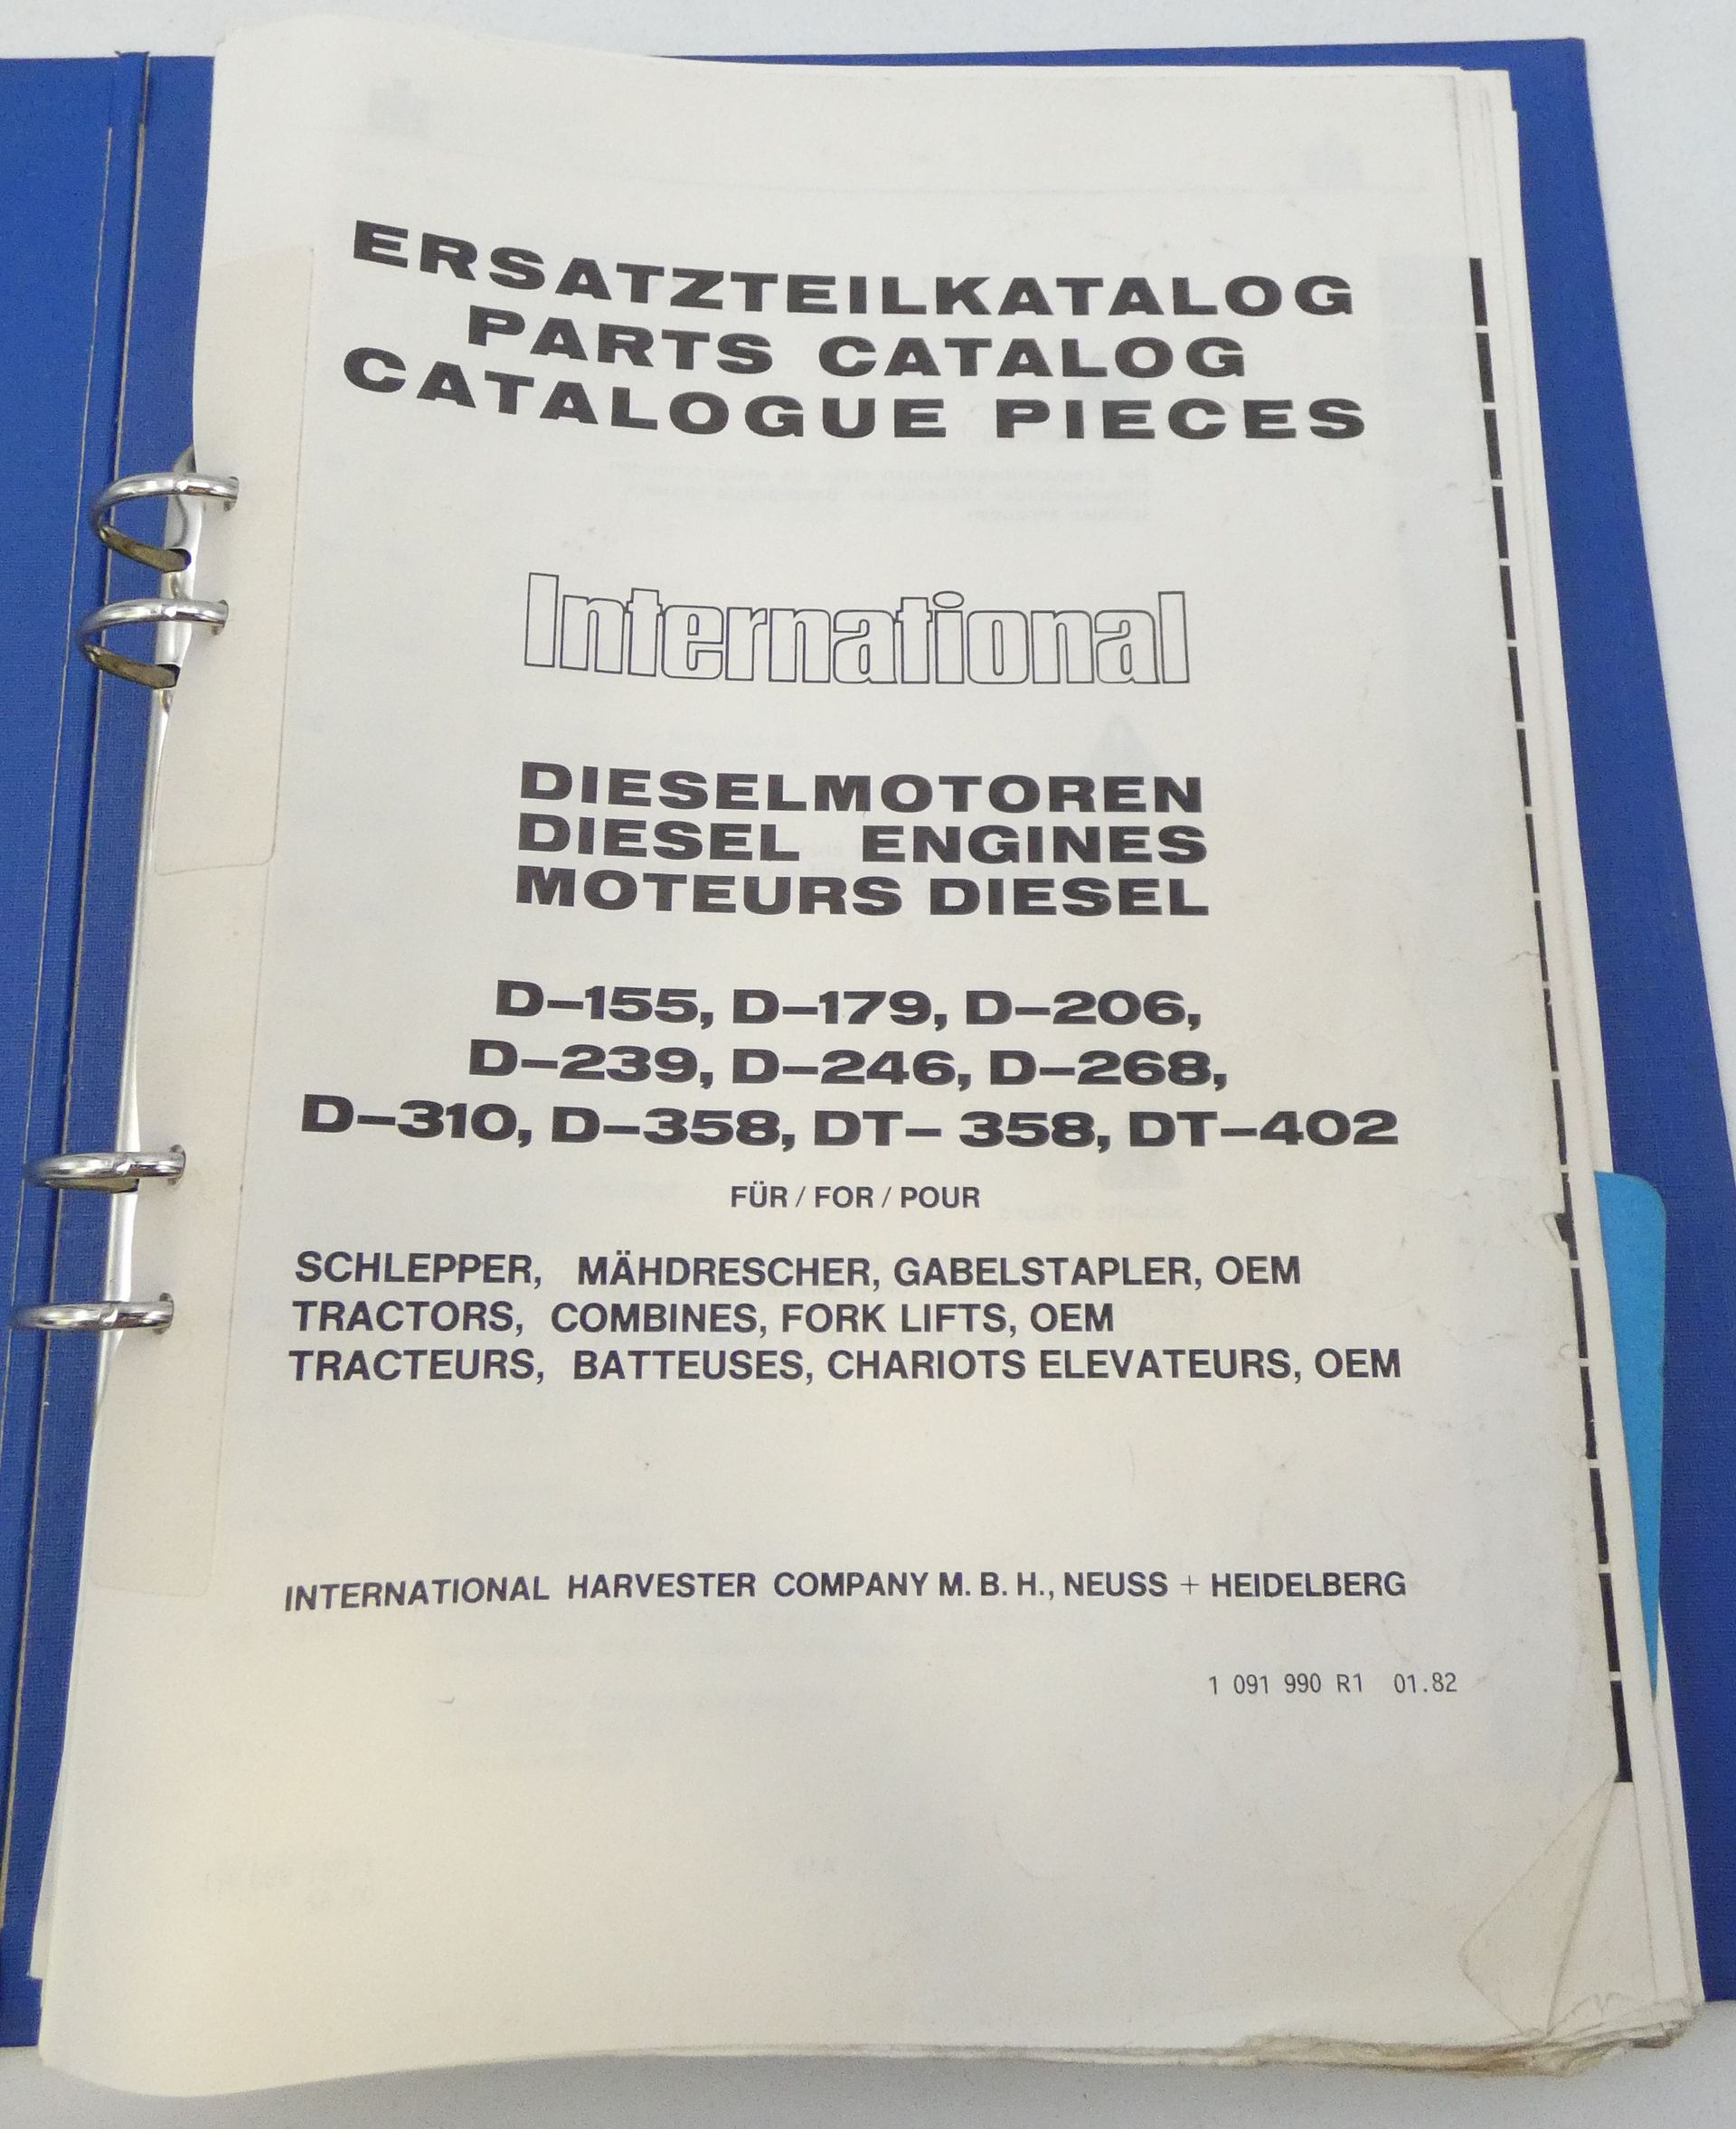 ERSATZTEILKATALOG
PARTS CATALOG
CATALOGUE PIECES
International
DIESELMOTOREN
DIESEL ENGINES
MOTEURS DIESEL
D–155, D–179, D–206,
D–239, D–246, D–268,
D–310, D–358, DT– 358, DT–402
FÜR / FOR / POUR
SCHLEPPER, MÄHDRESCHER, GABELSTAPLER, OEM
TRACTORS, COMBINES, FORK LIFTS, OEM
TRACTEURS, BATTEUSES, CHARIOTS ELEVATEURS, OEM
INTERNATIONAL HARVESTER COMPANY M. B. H., NEUSS + HEIDELBERG
1 091 990 R1 01.82